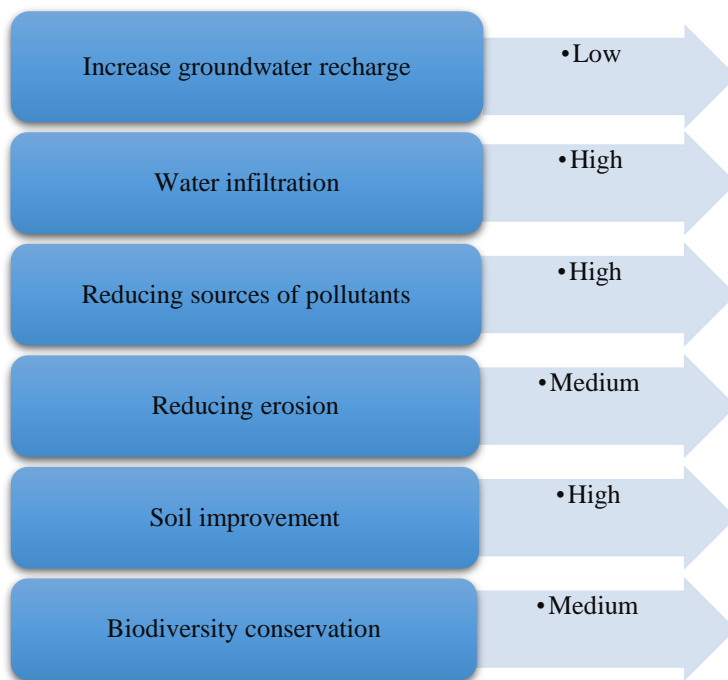 Increase groundwater recharge
•Low
Water infiltration
•High
Reducing sources of pollutants
•High
Reducing erosion
•Medium
Soil improvement
•High
Biodiversity conservation
•Medium